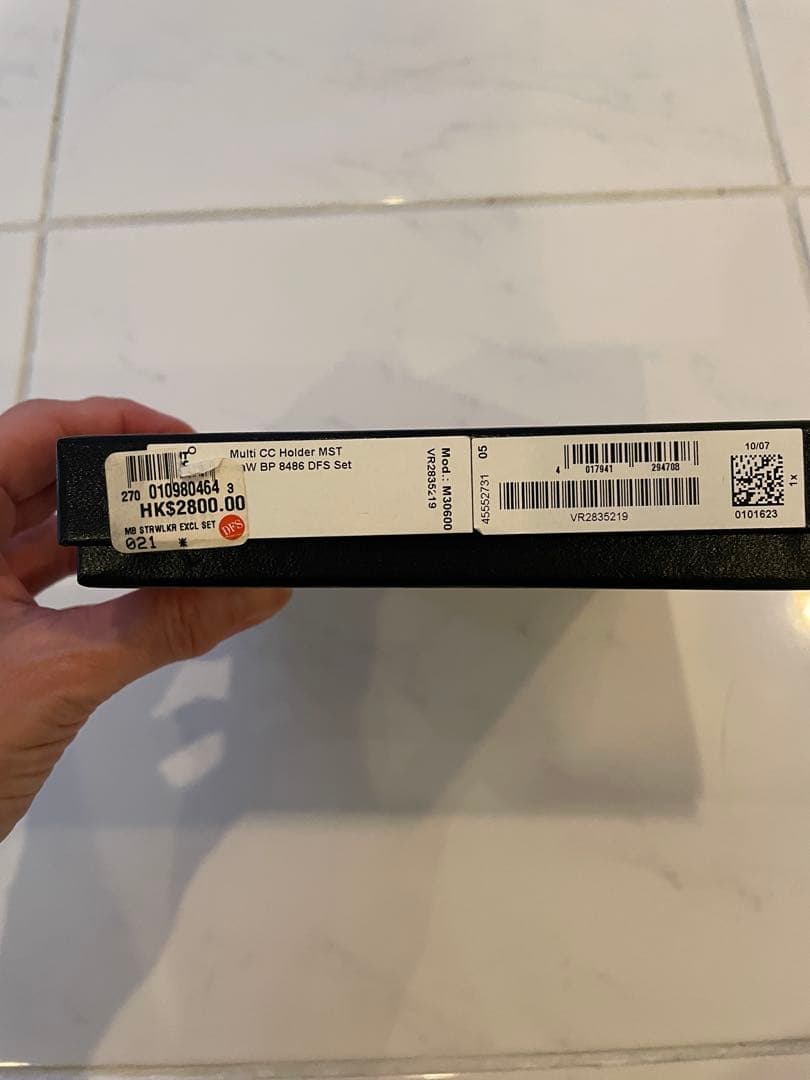 270 010980464 3
HK$2800.00
MB STRWLKR EXCL SET
DFS
021 *
Multi CC Holder MST
BP 8486 DFS Set
Mod.: M30600
VR2835219
45552731 05
4 017941 294708
VR2835219
10/07
0101623
1x